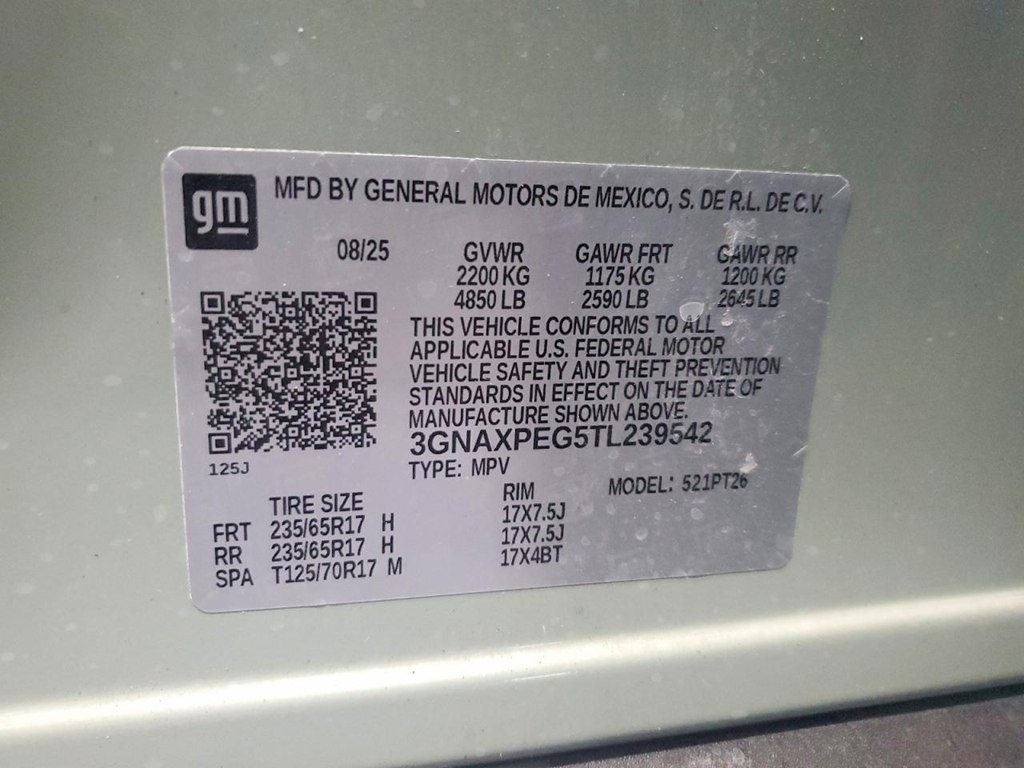 gm
MFD BY GENERAL MOTORS DE MEXICO, S. DE R.L. DE C.V.
08/25 GVWR GAWR FRT GAWR RR
2200 KG 1175 KG 1200 KG
4850 LB 2590 LB 2645 LB
THIS VEHICLE CONFORMS TO ALL
APPLICABLE U.S. FEDERAL MOTOR
VEHICLE SAFETY AND THEFT PREVENTION
STANDARDS IN EFFECT ON THE DATE OF
MANUFACTURE SHOWN ABOVE.
3GNAXPEG5TL239542
125J
TYPE: MPV MODEL: 521PT26
TIRE SIZE RIM
FRT 235/65R17 H 17X7.5J
RR 235/65R17 H 17X7.5J
SPA T125/70R17 M 17X4BT